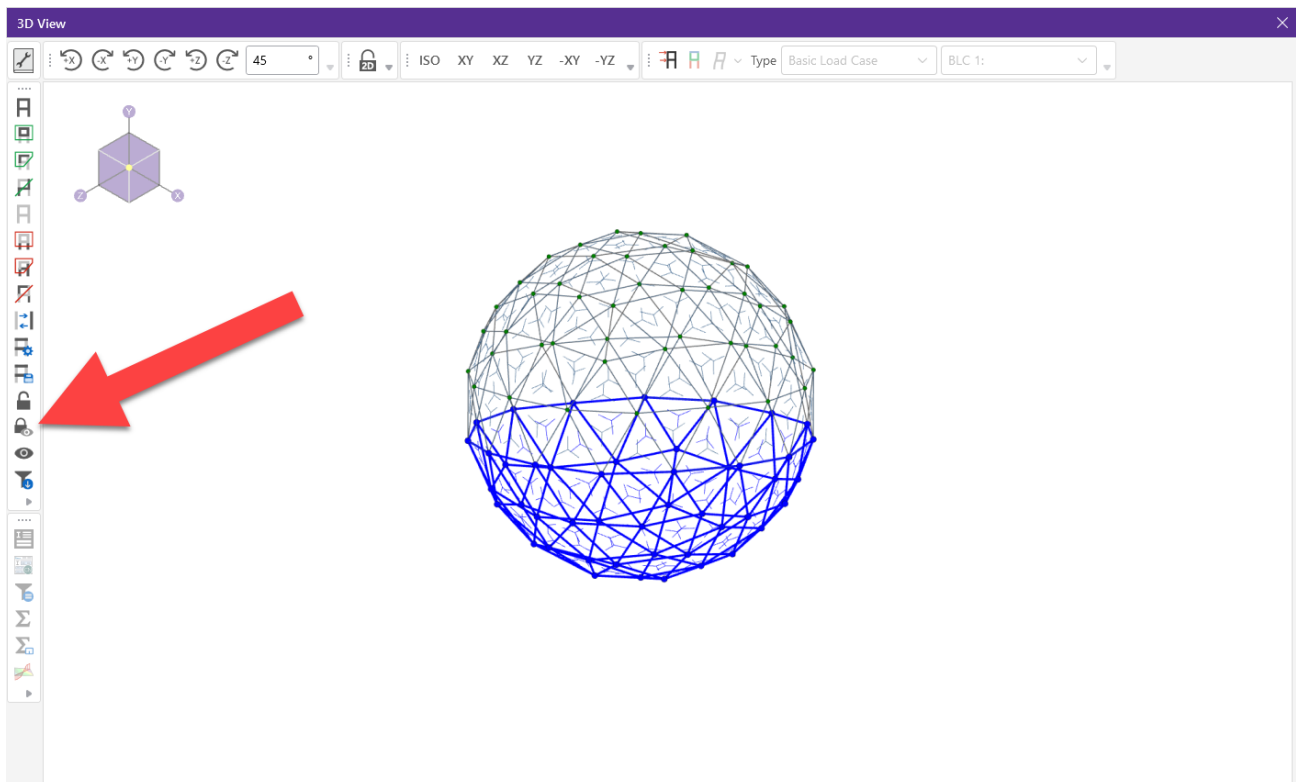 3D View
+X -X +Y -Y +Z -Z 45 ° 2D ISO XY XZ YZ -XY -YZ Type Basic Load Case BLC 1:
Y
Z X